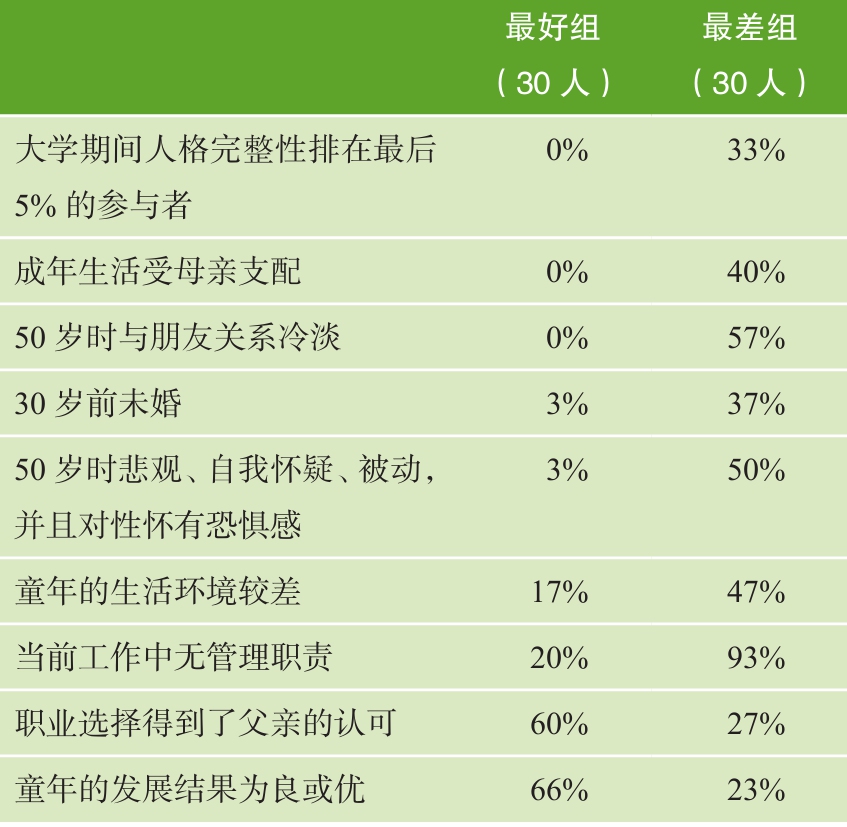 最好组 最差组
（30 人） （30 人）
大学期间人格完整性排在最后 0% 33%
5% 的参与者
成年生活受母亲支配 0% 40%
50 岁时与朋友关系冷淡 0% 57%
30 岁前未婚 3% 37%
50 岁时悲观、自我怀疑、被动， 3% 50%
并且对性怀有恐惧感
童年的生活环境较差 17% 47%
当前工作中无管理职责 20% 93%
职业选择得到了父亲的认可 60% 27%
童年的发展结果为良或优 66% 23%